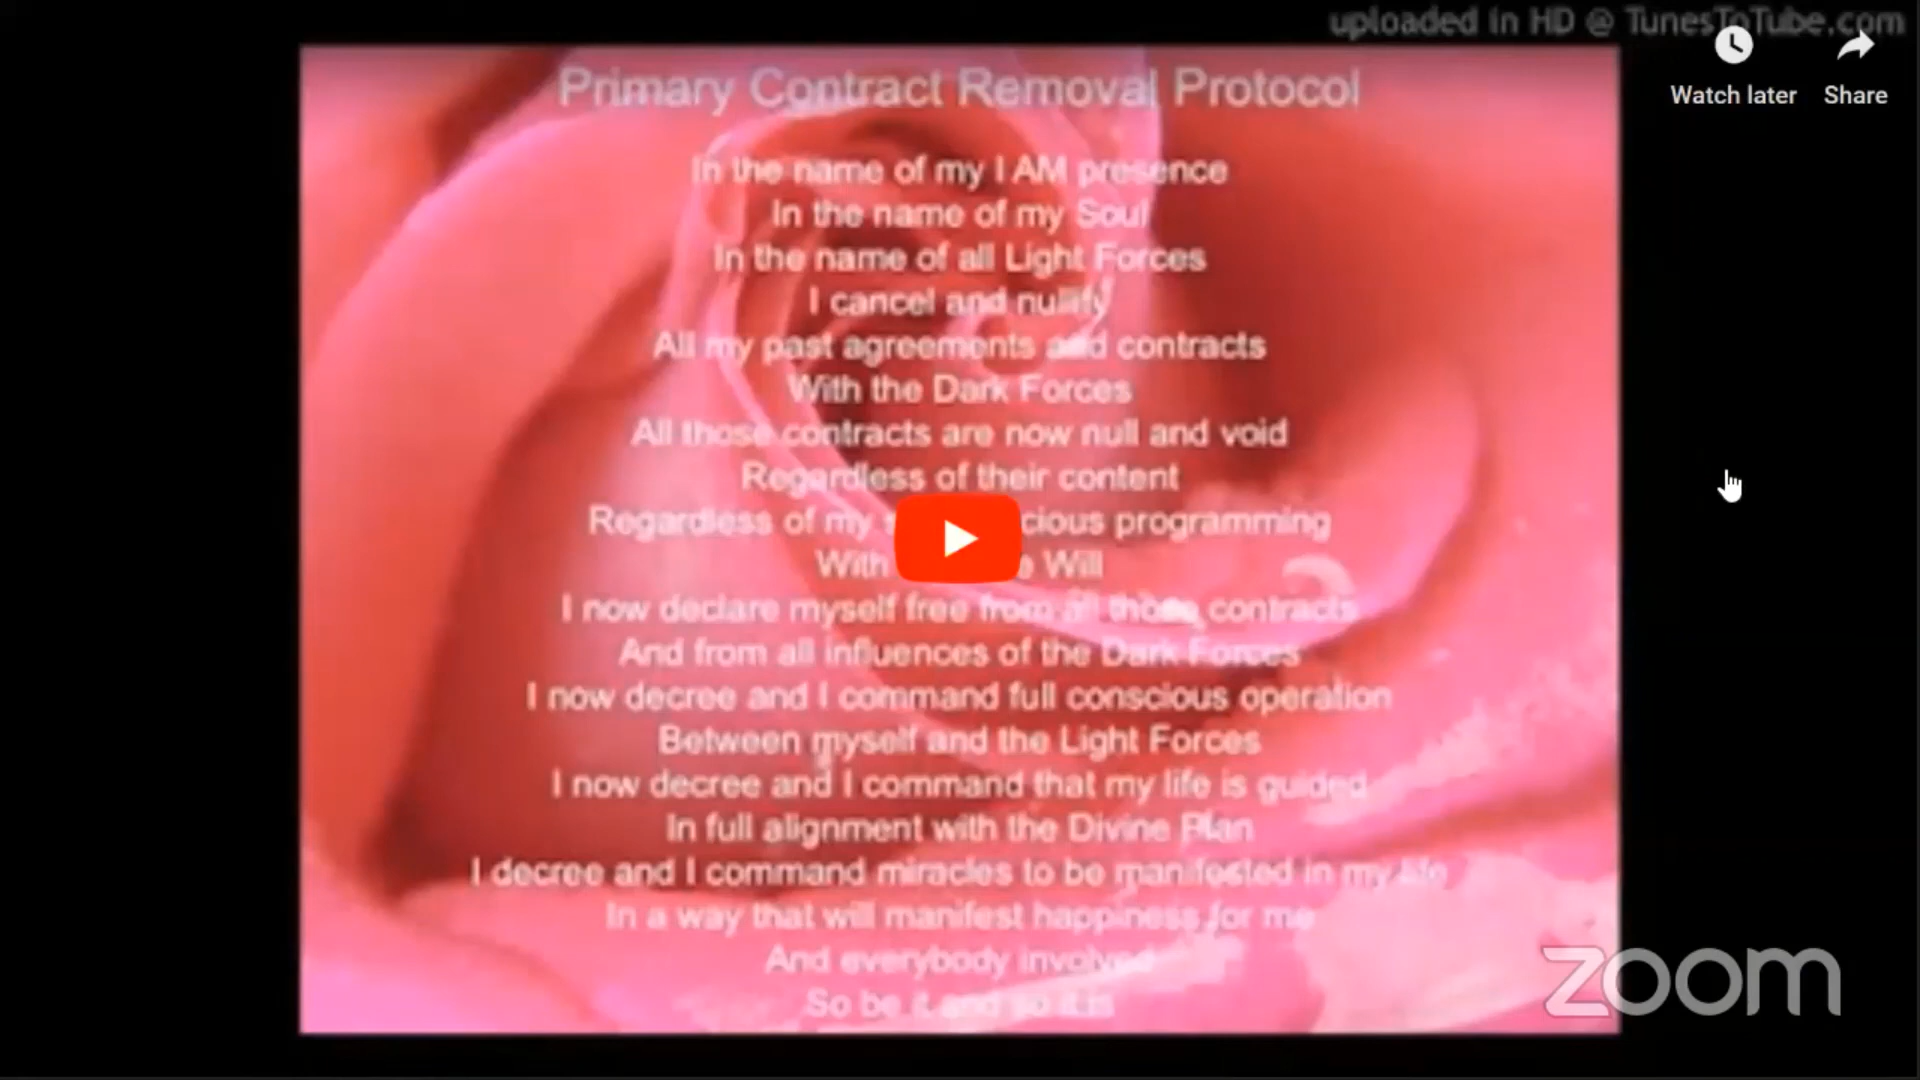 uploaded in HD @ TunesToTube.com
Watch later
Share
Primary Contract Removal Protocol
In the name of my I AM presence
In the name of my Soul
In the name of all Light Forces
I cancel and nullify
All my past agreements and contracts
With the Dark Forces
All those contracts are now null and void
Regardless of their content
Regardless of my programming
With Will
I now declare myself free from all those contracts
And from all influences of the Dark Forces
I now decree and I command full conscious operation
Between myself and the Light Forces
I now decree and I command that my life is guided
In full alignment with the Divine Plan
I decree and I command miracles to be manifested in my life
In a way that will manifest happiness for me
And everybody involved
So be it and so it is
zoom